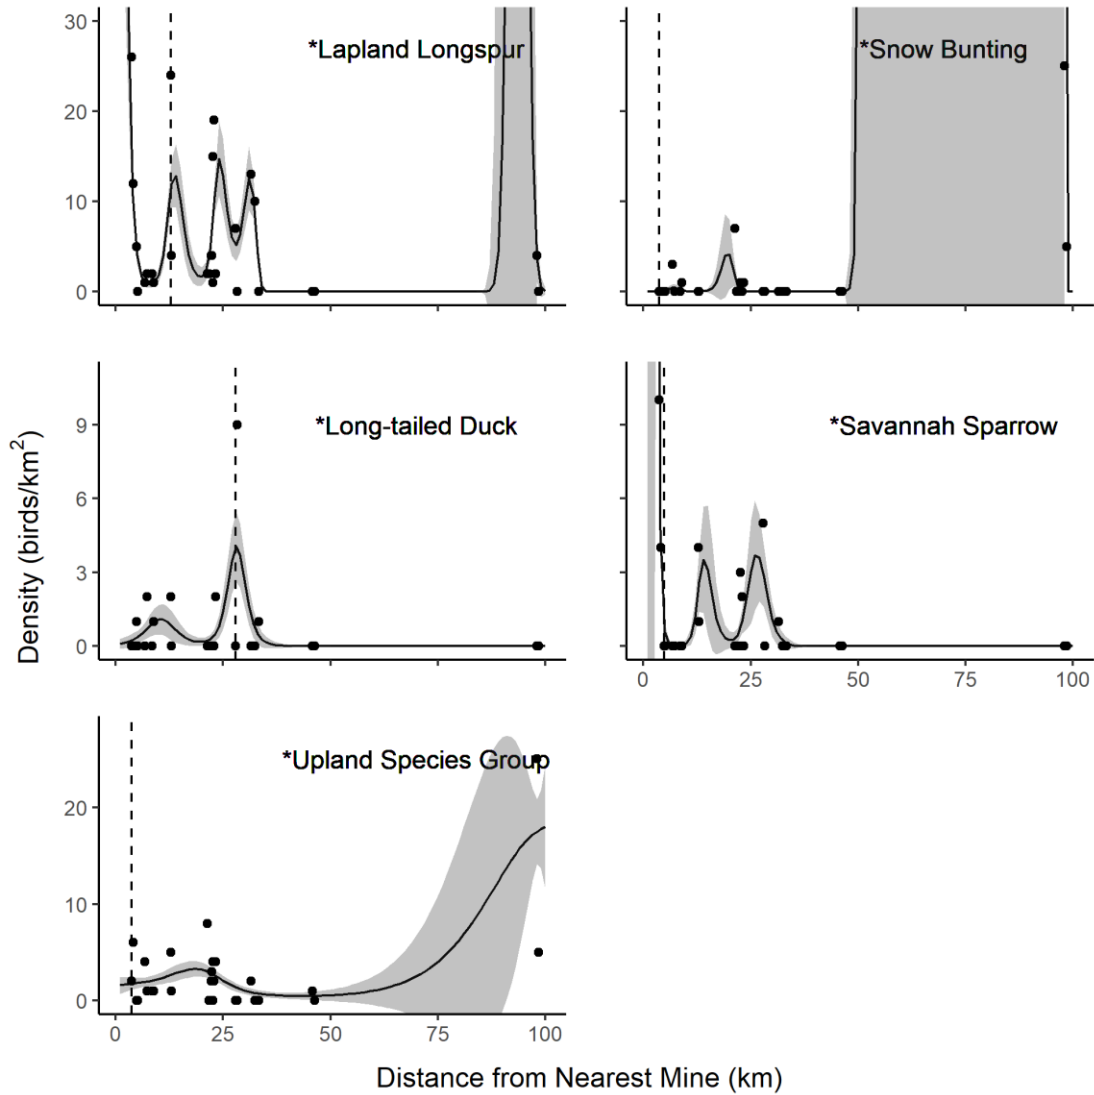 30
20
10
0
*Lapland Longspur
*Snow Bunting
9
6
3
0
*Long-tailed Duck
*Savannah Sparrow
0 25 50 75 100
20
10
0
*Upland Species Group
0 25 50 75 100
Density (birds/km²)
Distance from Nearest Mine (km)